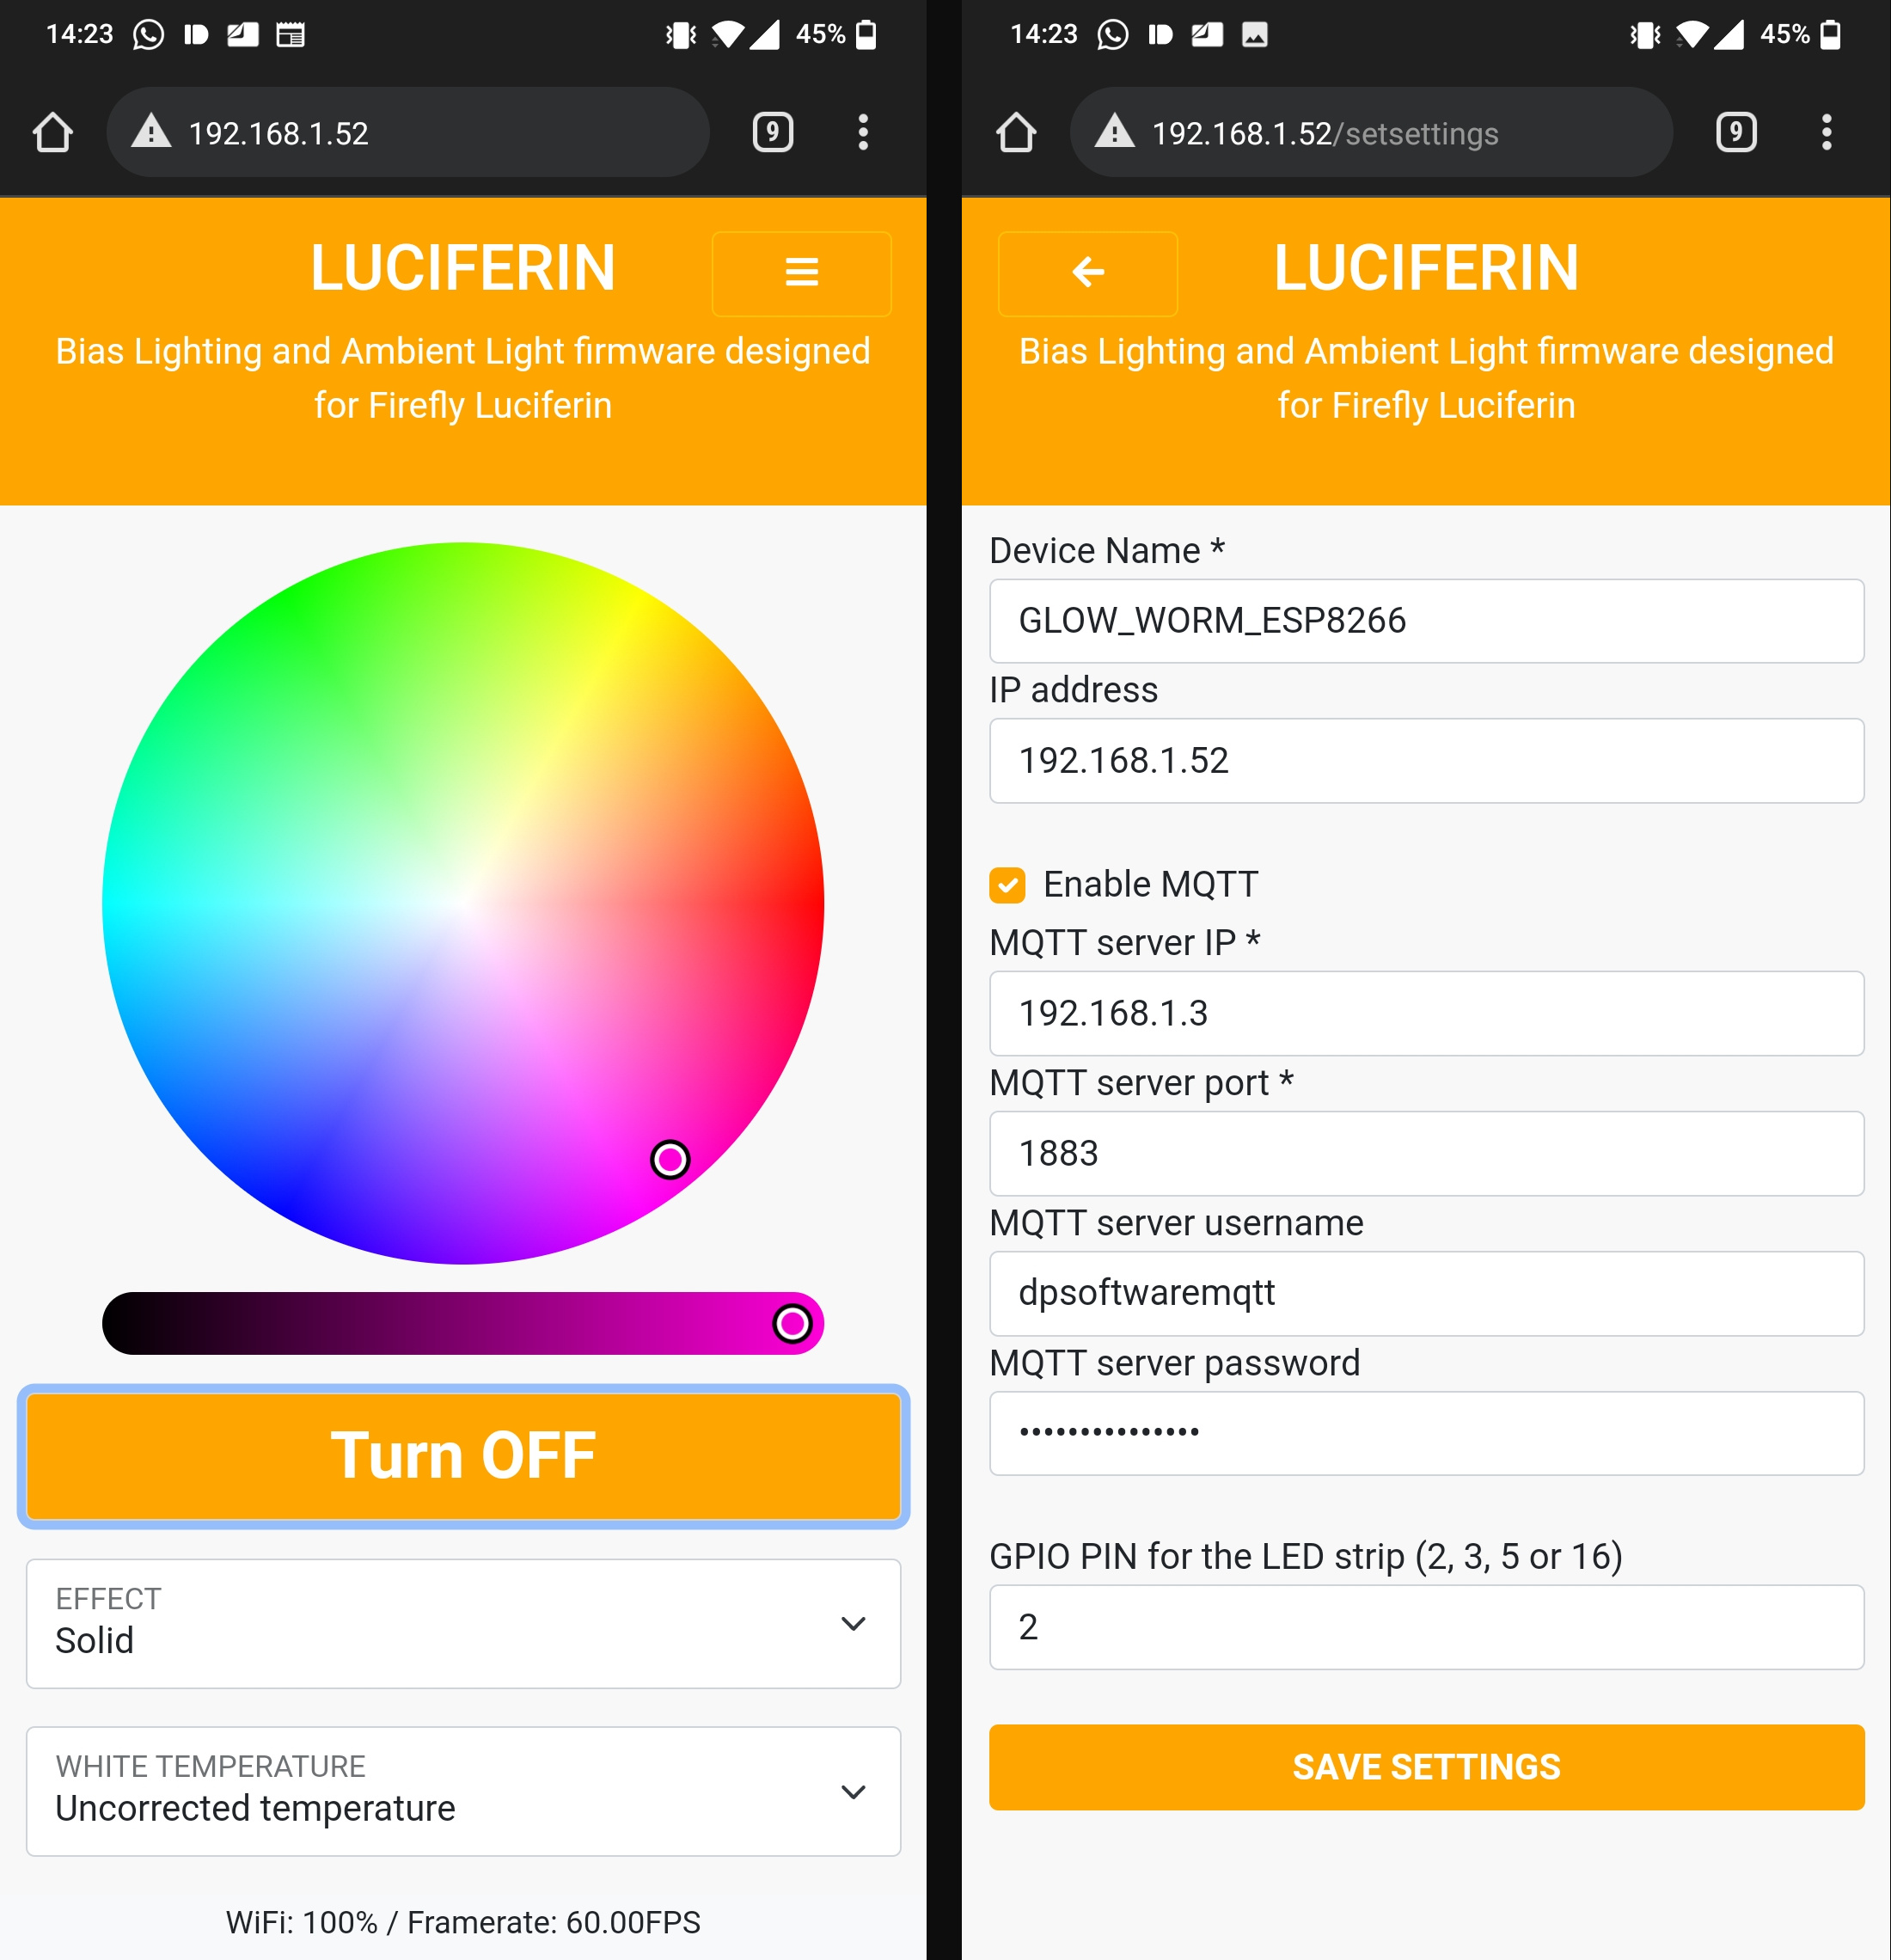 14:23
45%
192.168.1.52
9
LUCIFERIN
Bias Lighting and Ambient Light firmware designed
for Firefly Luciferin
Turn OFF
EFFECT
Solid
WHITE TEMPERATURE
Uncorrected temperature
WiFi: 100% / Framerate: 60.00FPS
14:23
45%
192.168.1.52/setsettings
9
LUCIFERIN
Bias Lighting and Ambient Light firmware designed
for Firefly Luciferin
Device Name *
GLOW_WORM_ESP8266
IP address
192.168.1.52
Enable MQTT
MQTT server IP *
192.168.1.3
MQTT server port *
1883
MQTT server username
dpsoftwaremqtt
MQTT server password
•••••••••••••••
GPIO PIN for the LED strip (2, 3, 5 or 16)
2
SAVE SETTINGS